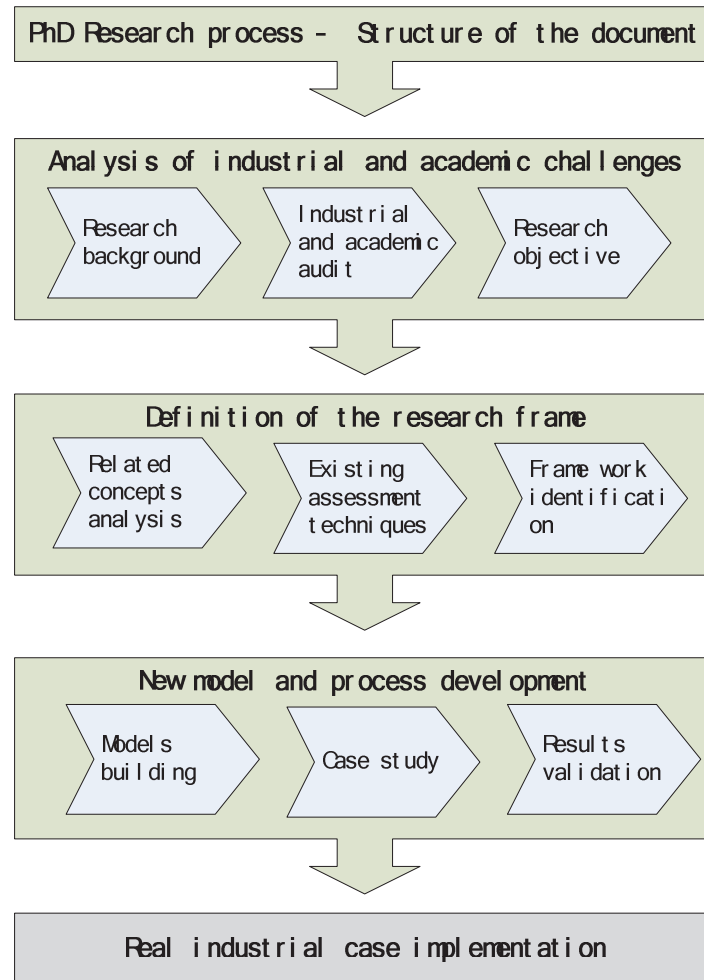 PhD Research process - Structure of the document
Analysis of industrial and academic challenges
Research
background
Industrial
and academic
audit
Research
objective
Definition of the research frame
Related
concepts
analysis
Existing
assessment
techniques
Frame work
identificati
on
New model and process development
Models
building
Case study
Results
validation
Real industrial case implementation